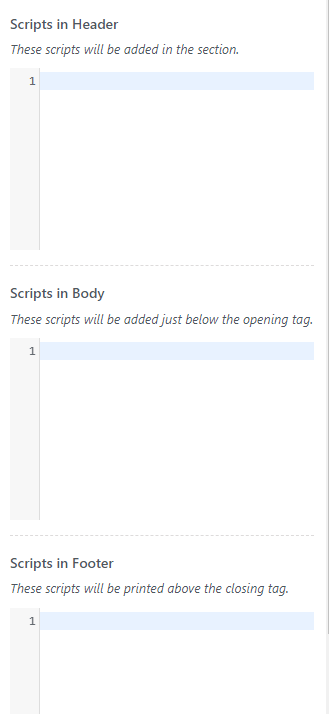 Scripts in Header
These scripts will be added in the section.
1
Scripts in Body
These scripts will be added just below the opening tag.
1
Scripts in Footer
These scripts will be printed above the closing tag.
1